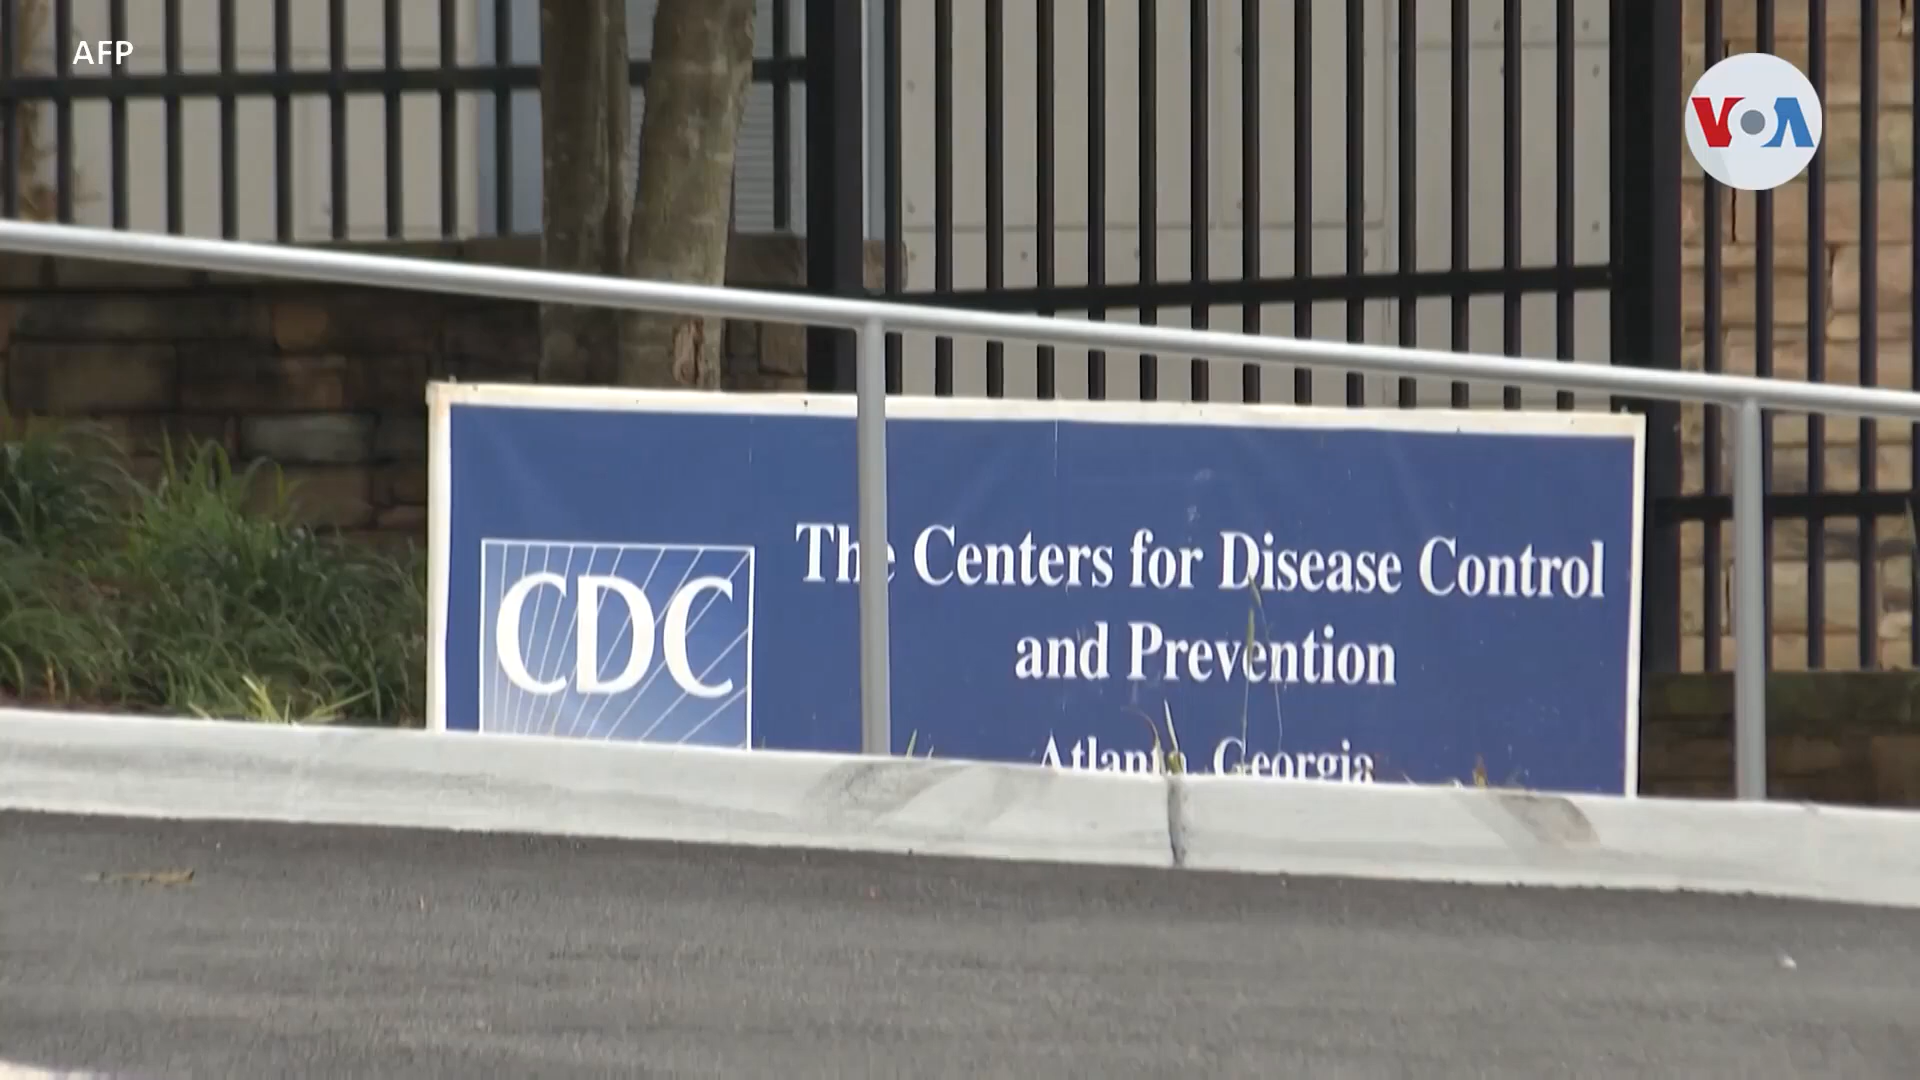 AFP
VOA
CDC
The Centers for Disease Control
and Prevention
Atlanta, Georgia